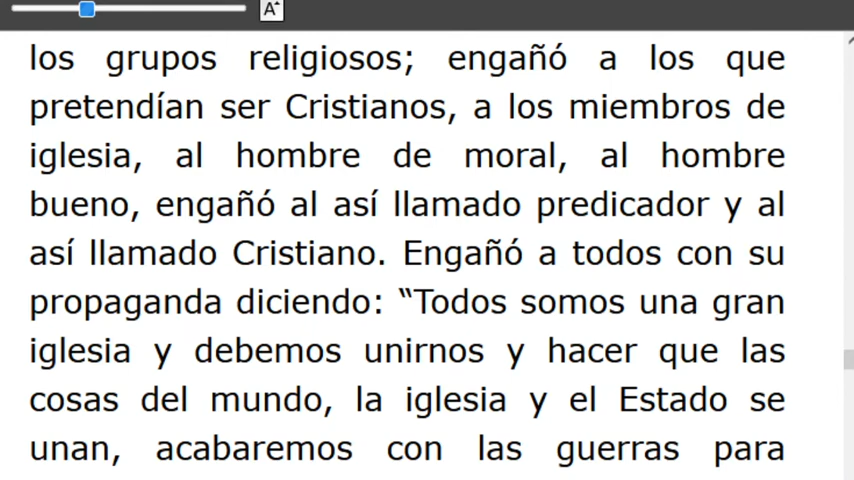 A
los grupos religiosos; engañó a los que
pretendían ser Cristianos, a los miembros de
iglesia, al hombre de moral, al hombre
bueno, engañó al así llamado predicador y al
así llamado Cristiano. Engañó a todos con su
propaganda diciendo: “Todos somos una gran
iglesia y debemos unirnos y hacer que las
cosas del mundo, la iglesia y el Estado se
unan, acabaremos con las guerras para